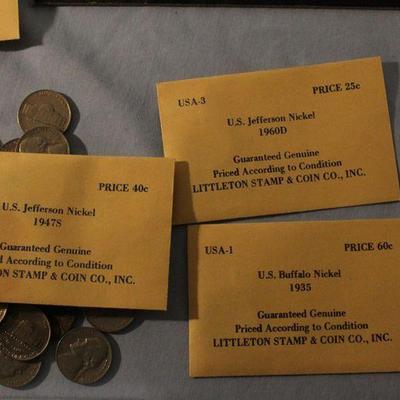 USA-3 PRICE 25c
U.S. Jefferson Nickel
1960D
Guaranteed Genuine
Priced According to Condition
LITTLETON STAMP & COIN CO., INC.
PRICE 40c
U.S. Jefferson Nickel
1947S
Guaranteed Genuine
According to Condition
STAMP & COIN CO., INC.
USA-1 PRICE 60c
U.S. Buffalo Nickel
1935
Guaranteed Genuine
Priced According to Condition
LITTLETON STAMP & COIN CO., INC.